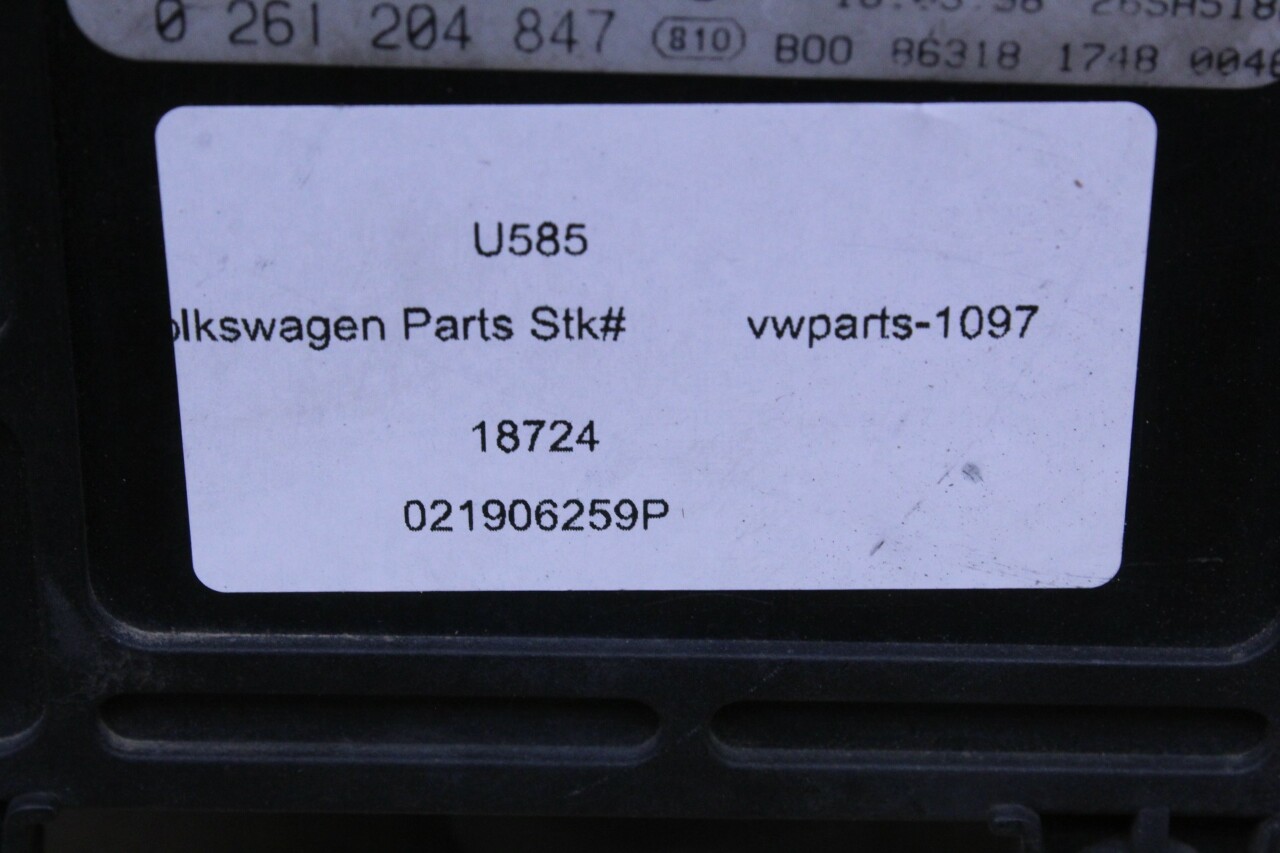 0 261 204 847 810 B00 86318 1748
U585
olkswagen Parts Stk# vwparts-1097
18724
021906259P